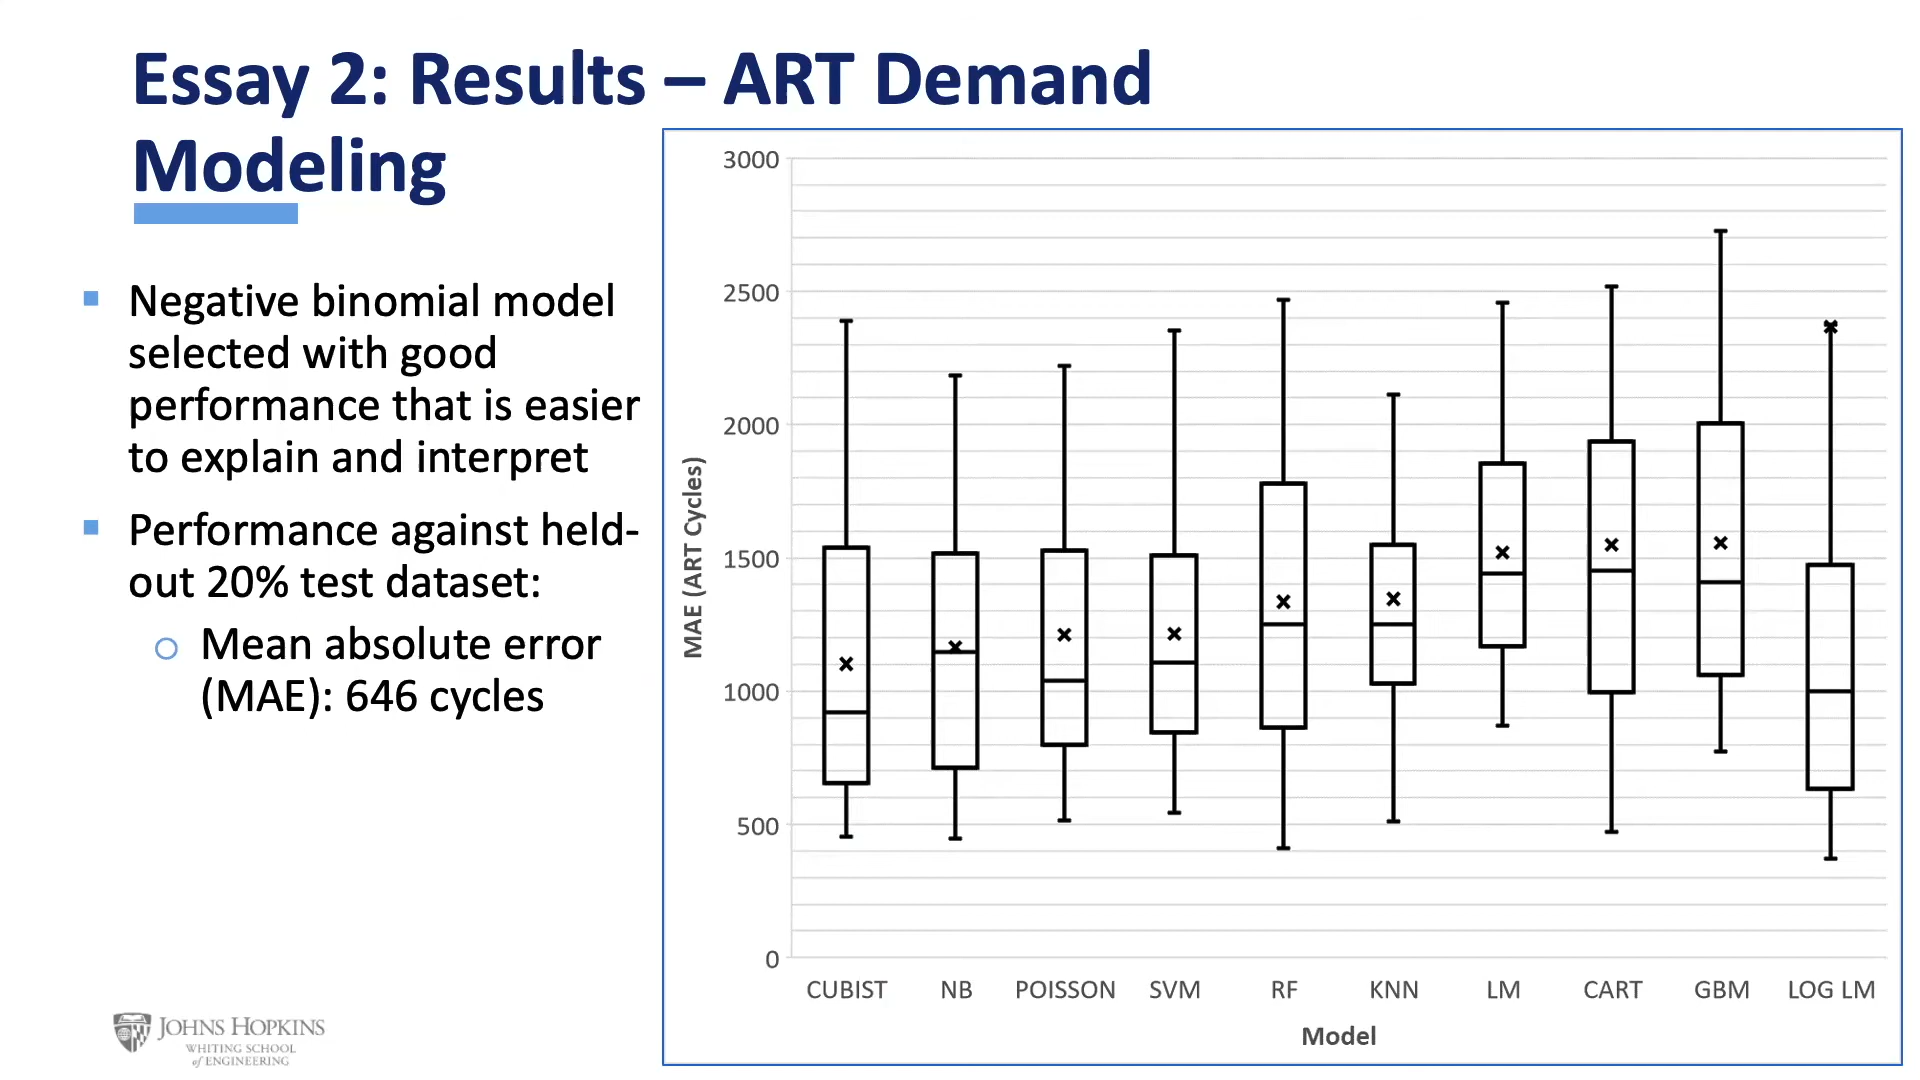 Essay 2: Results – ART Demand
Modeling
Negative binomial model
selected with good
performance that is easier
to explain and interpret
Performance against held-
out 20% test dataset:
Mean absolute error
(MAE): 646 cycles
3000
2500
2000
1500
1000
500
0
MAE (ART Cycles)
CUBIST NB POISSON SVM RF KNN LM CART GBM LOG LM
Model
JOHNS HOPKINS
WHITING SCHOOL
of ENGINEERING